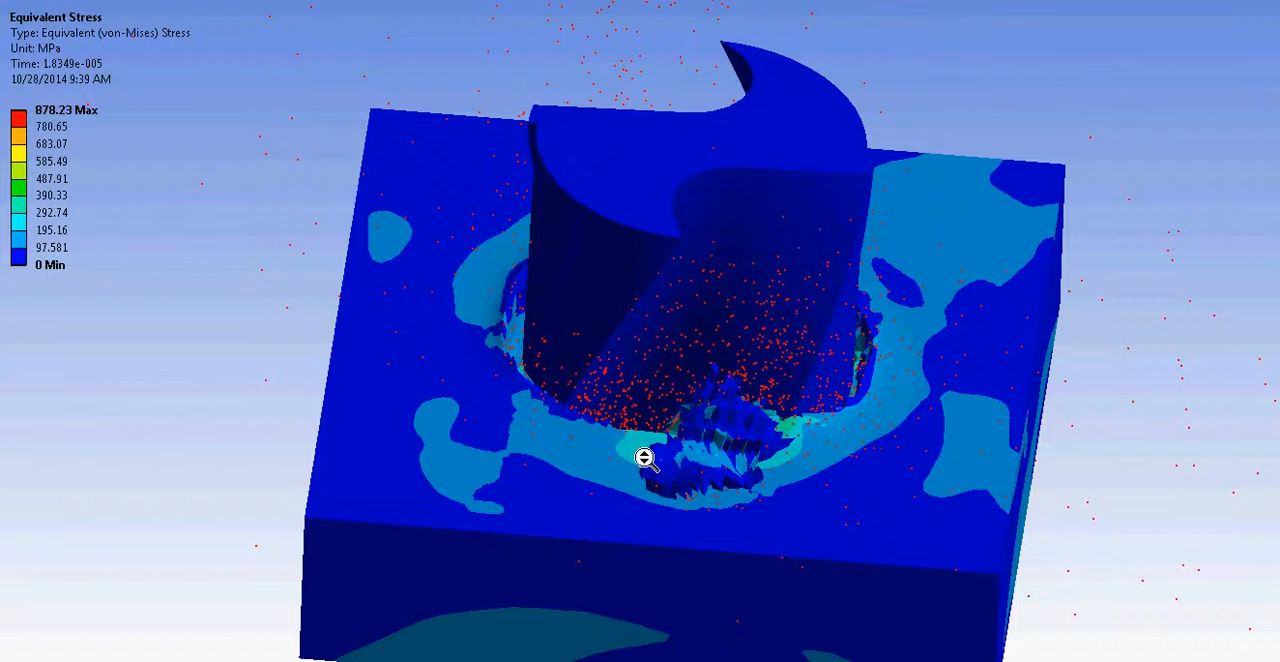 Equivalent Stress
Type: Equivalent (von-Mises) Stress
Unit: MPa
Time: 1.8349e-005
10/28/2014 9:39 AM
878.23 Max
780.65
683.07
585.49
487.91
390.33
292.74
195.16
97.581
0 Min